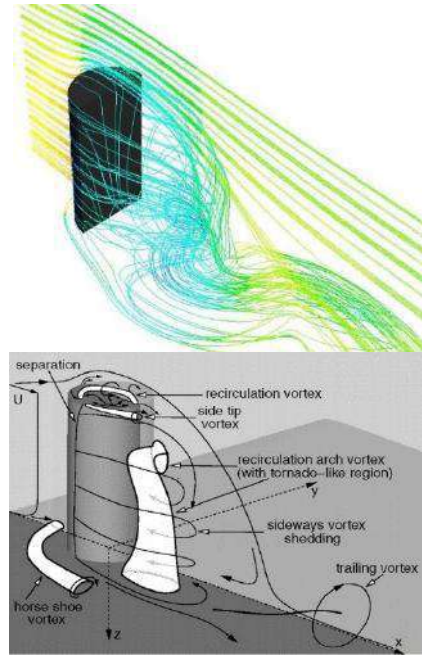 separation
U
recirculation vortex
side tip
vortex
recirculation arch vortex
(with tornado-like region)
y
sideways vortex
shedding
trailing vortex
horse shoe
vortex
z
x